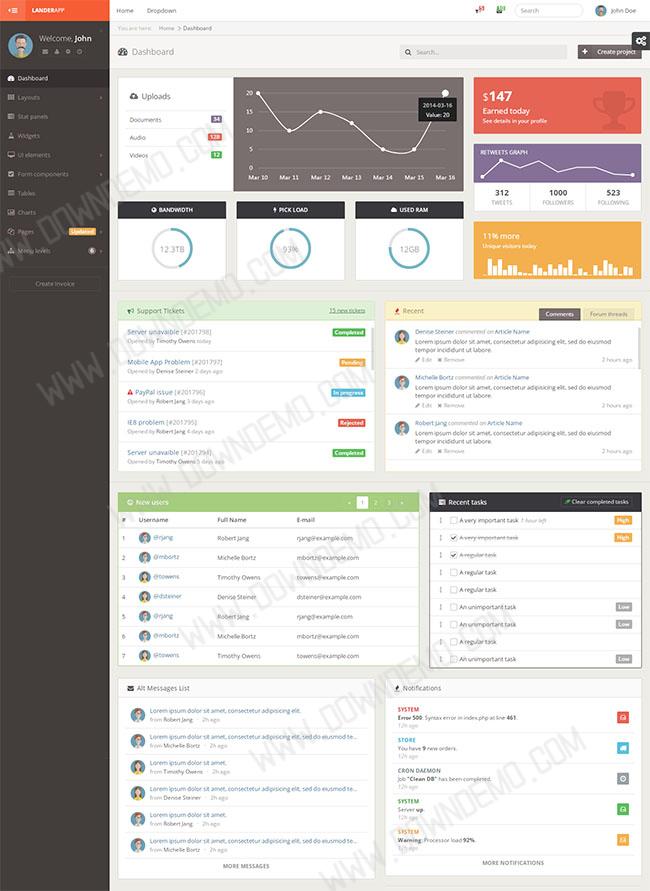 LANDERAPP
Home Dropdown
Search
John Doe
Welcome, John
You are here: Home > Dashboard
Dashboard
Search...
Create project
Dashboard
Layouts
Stat panels
Widgets
UI elements
Form components
Tables
Charts
Pages Updated
Menu levels 6
Create Invoice
Uploads
Documents 34
Audio 128
Videos 12
20
15
10
5
0
Mar 10 Mar 11 Mar 12 Mar 13 Mar 14 Mar 15 Mar 16
2014-03-16
Value: 20
$147
Earned today
See details in your profile
RETWEETS GRAPH
312 1000 523
TWEETS FOLLOWERS FOLLOWING
BANDWIDTH PICK LOAD USED RAM
12.3TB 93% 12GB
11% more
Unique visitors today
Support Tickets 15 new tickets
Server unavaible [#201798] Completed
Opened by Timothy Owens today
Mobile App Problem [#201797] Pending
Opened by Denise Steiner 2 days ago
PayPal issue [#201796] In progress
Opened by Robert Jang 3 days ago
IE8 problem [#201795] Rejected
Opened by Robert Jang 4 days ago
Server unavaible [#201794] Completed
Opened by Timothy Owens 5 days ago
Recent Comments Forum threads
Denise Steiner commented on Article Name
Lorem ipsum dolor sit amet, consectetur adipisicing elit, sed do eiusmod
tempor incididunt ut labore.
Edit Remove 2 hours ago
Michelle Bortz commented on Article Name
Lorem ipsum dolor sit amet, consectetur adipisicing elit, sed do eiusmod
tempor incididunt ut labore.
Edit Remove 2 hours ago
Robert Jang commented on Article Name
Lorem ipsum dolor sit amet, consectetur adipisicing elit, sed do eiusmod
tempor incididunt ut labore.
Edit Remove 2 hours ago
New users « 1 2 3 »
# Username Full Name E-mail
1 @rjang Robert Jang rjang@example.com
2 @mbortz Michelle Bortz mbortz@example.com
3 @towens Timothy Owens towens@example.com
4 @dsteiner Denise Steiner dsteiner@example.com
5 @rjang Robert Jang rjang@example.com
6 @mbortz Michelle Bortz mbortz@example.com
7 @towens Timothy Owens towens@example.com
Recent tasks Clear completed tasks
A very important task 1 hour left High
A very important task High
A regular task
A regular task
A regular task
An unimportant task Low
An unimportant task Low
A regular task
An unimportant task Low
Alt Messages List
Lorem ipsum dolor sit amet, consectetur adipisicing elit.
from Robert Jang · 2h ago
Lorem ipsum dolor sit amet, consectetur adipisicing elit, sed do eiusmod te...
from Michelle Bortz · 2h ago
Lorem ipsum dolor sit amet.
from Timothy Owens · 2h ago
Lorem ipsum dolor sit amet, consectetur adipisicing elit, sed do eiusmod te...
from Denise Steiner · 2h ago
Lorem ipsum dolor sit amet.
from Robert Jang · 2h ago
Lorem ipsum dolor sit amet, consectetur adipisicing elit, sed do eiusmod te...
from Michelle Bortz · 2h ago
MORE MESSAGES
Notifications
SYSTEM
Error 500: Syntax error in index.php at line 461.
12h ago
STORE
You have 9 new orders.
12h ago
CRON DAEMON
Job "Clean DB" has been completed.
12h ago
SYSTEM
Server up.
12h ago
SYSTEM
Warning: Processor load 92%.
12h ago
MORE NOTIFICATIONS
WWW.DOWNDEMO.COM
WWW.DOWNDEMO.COM
WWW.DOWNDEMO.COM
WWW.DOWNDEMO.COM
WWW.DOWNDEMO.COM
WWW.DOWNDEMO.COM